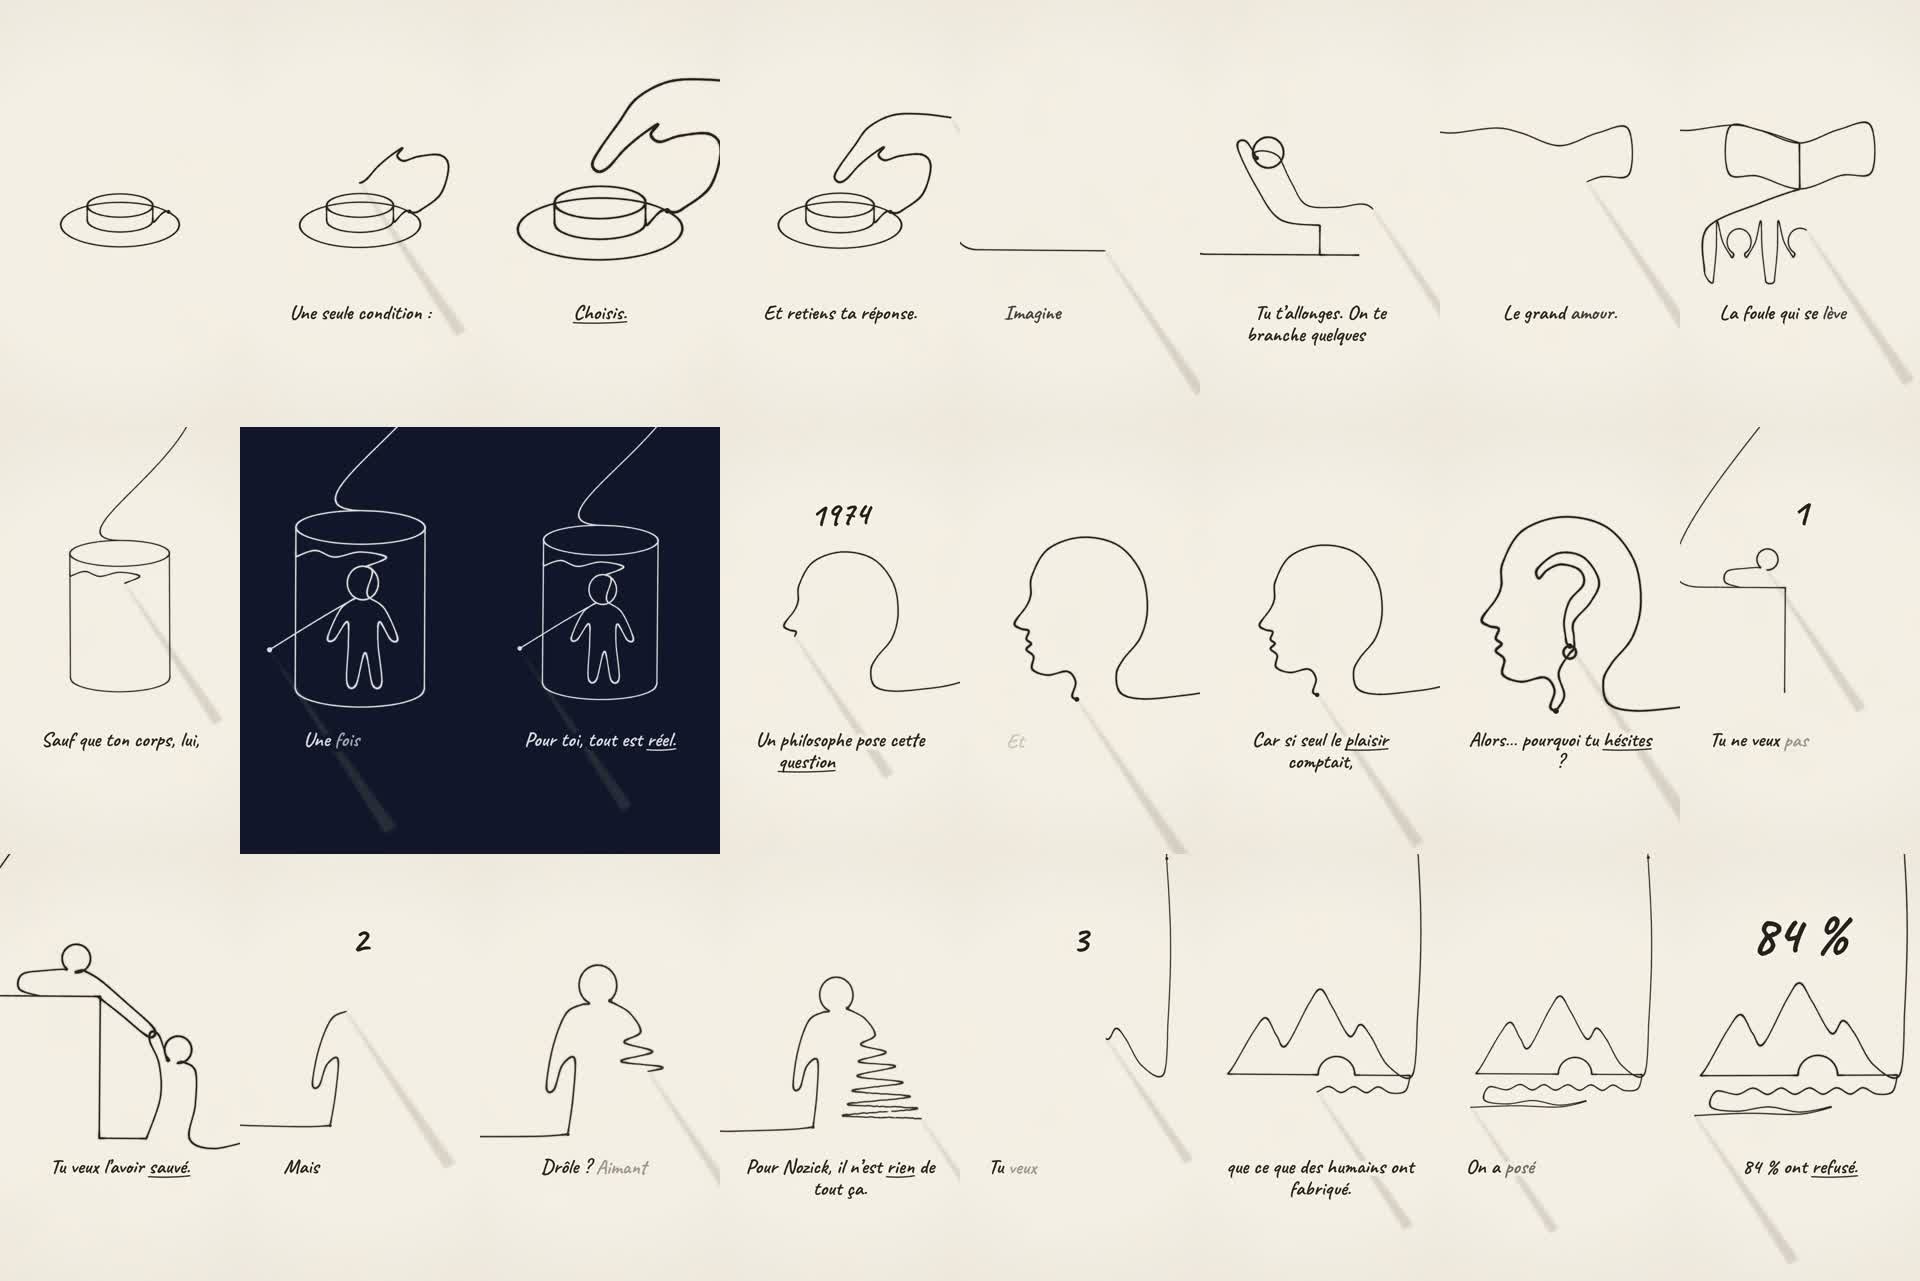 Une seule condition :
Choisis.
Et retiens ta réponse.
Imagine
Tu t'allonges. On te
branche quelques
Le grand amour.
La foule qui se lève
Sauf que ton corps, lui,
Une fois
Pour toi, tout est réel.
1974
Un philosophe pose cette
question
Et
Car si seul le plaisir
comptait,
Alors... pourquoi tu hésites
?
1
Tu ne veux pas
Tu veux l'avoir sauvé.
2
Mais
Drôle ? Aimant
Pour Nozick, il n'est rien de
tout ça.
3
Tu veux
que ce que des humains ont
fabriqué.
On a posé
84 %
84 % ont refusé.